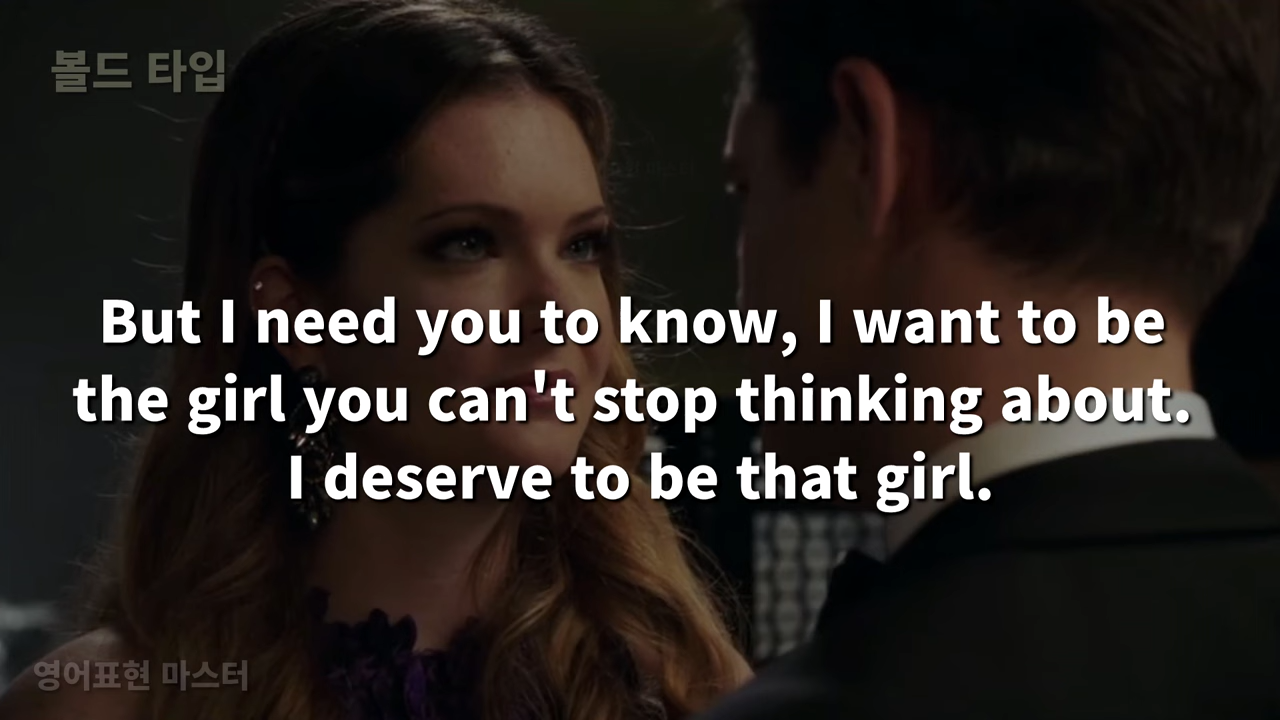 볼드 타입
But I need you to know, I want to be
the girl you can't stop thinking about.
I deserve to be that girl.
영어표현 마스터